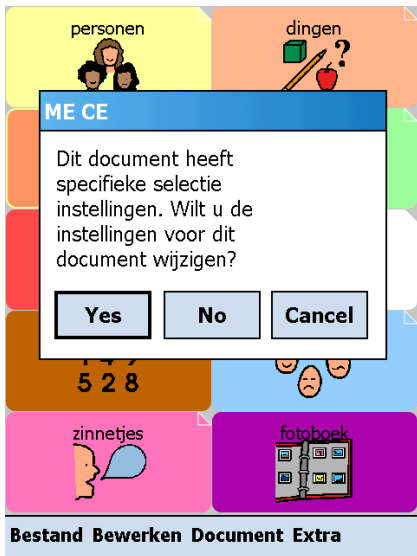 personen
dingen
ME CE
Dit document heeft
specifieke selectie
instellingen. Wilt u de
instellingen voor dit
document wijzigen?
Yes No Cancel
5 2 8
zinnetjes
fotoboek
Bestand Bewerken Document Extra